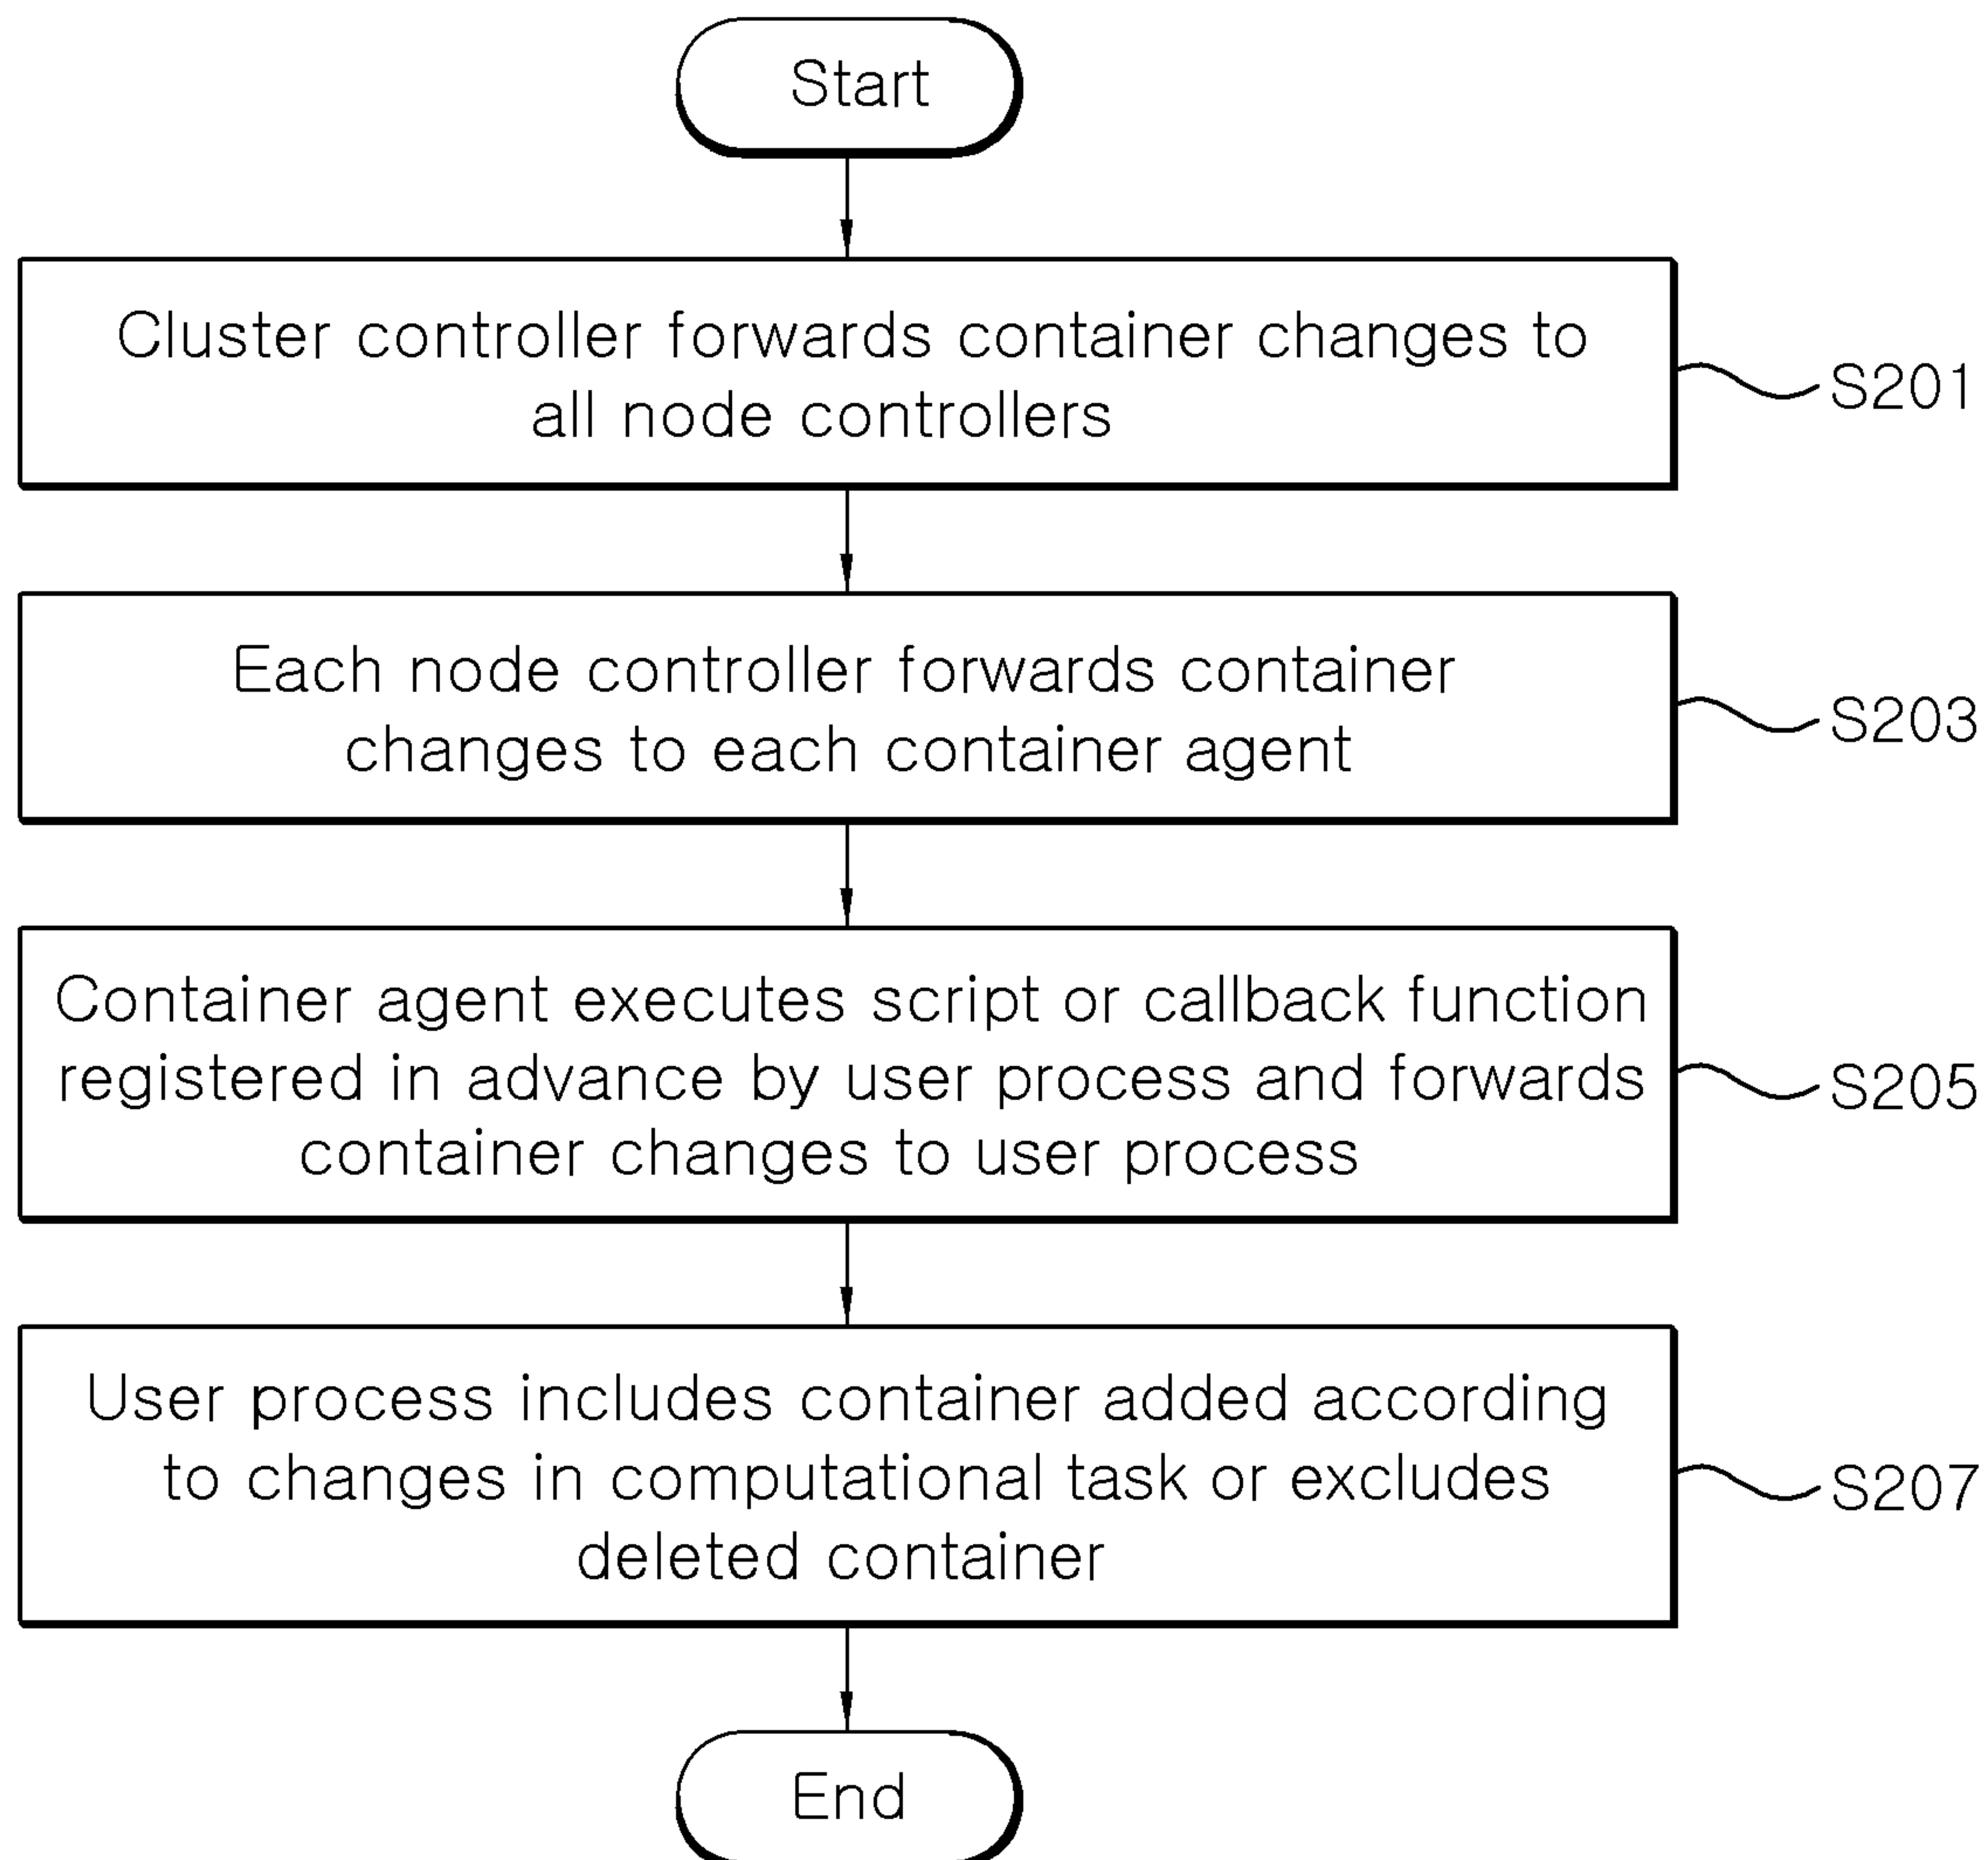 Start
Cluster controller forwards container changes to
all node controllers
S201
Each node controller forwards container
changes to each container agent
S203
Container agent executes script or callback function
registered in advance by user process and forwards
container changes to user process
S205
User process includes container added according
to changes in computational task or excludes
deleted container
S207
End